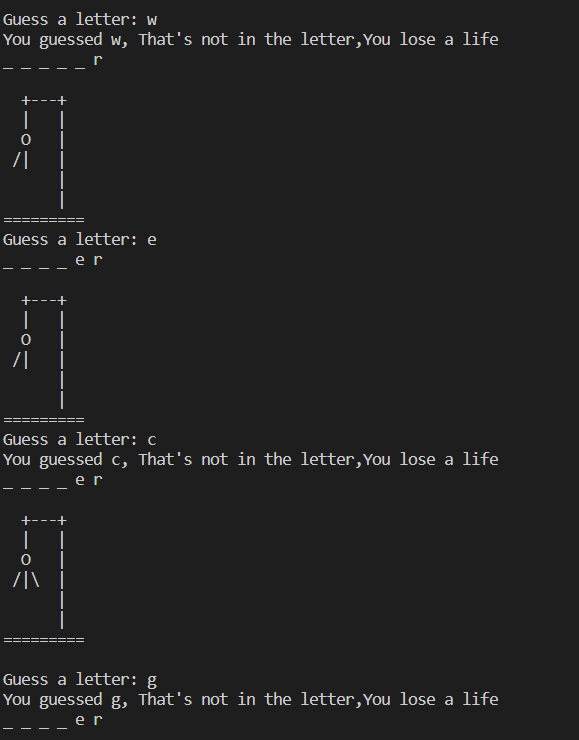 Guess a letter: w
You guessed w, That's not in the letter,You lose a life
_ _ _ _ _ r

  +---+
  |   |
  O   |
 /|   |
      |
      |
=========
Guess a letter: e
_ _ _ _ e r

  +---+
  |   |
  O   |
 /|   |
      |
      |
=========
Guess a letter: c
You guessed c, That's not in the letter,You lose a life
_ _ _ _ e r

  +---+
  |   |
  O   |
 /|\  |
      |
      |
=========

Guess a letter: g
You guessed g, That's not in the letter,You lose a life
_ _ _ _ e r